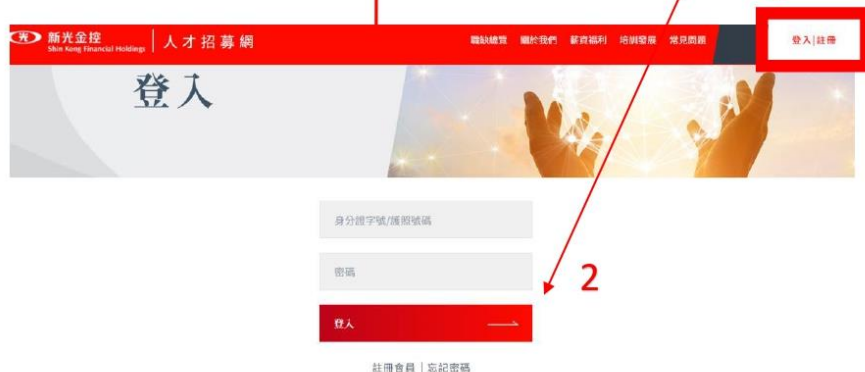 光 新光金控 人才招募網 職缺總覽 關於我們 薪資福利 培訓發展 常見問題 登入|註冊
Shin Kong Financial Holdings
登入
身分證字號/護照號碼
密碼
2
登入
註冊會員|忘記密碼